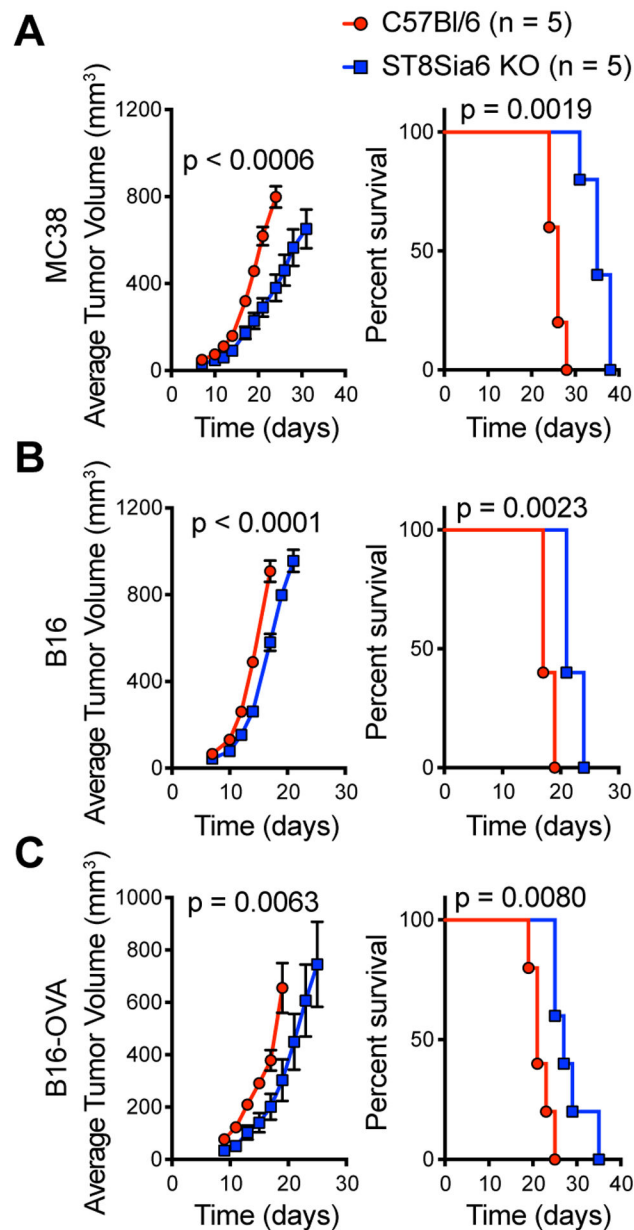 A
C57Bl/6 (n = 5)
ST8Sia6 KO (n = 5)
MC38
Average Tumor Volume (mm³)
1200
800
400
0
p < 0.0006
0 10 20 30 40
Time (days)
Percent survival
100
50
0
p = 0.0019
0 10 20 30 40
Time (days)
B
B16
Average Tumor Volume (mm³)
1200
800
400
0
p < 0.0001
0 10 20 30
Time (days)
Percent survival
100
50
0
p = 0.0023
0 10 20 30
Time (days)
C
B16-OVA
Average Tumor Volume (mm³)
1000
800
600
400
200
0
p = 0.0063
0 10 20 30
Time (days)
Percent survival
100
50
0
p = 0.0080
0 10 20 30 40
Time (days)